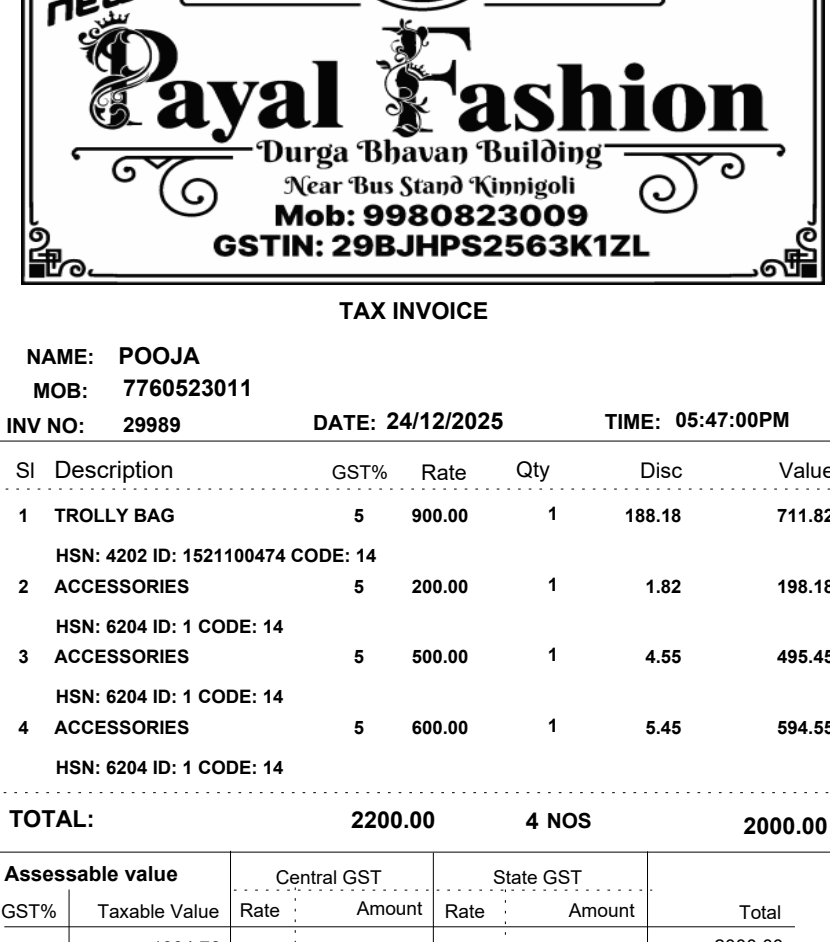 new
Payal Fashion
Durga Bhavan Building
Near Bus Stand Kinnigoli
Mob: 9980823009
GSTIN: 29BJHPS2563K1ZL
TAX INVOICE
NAME: POOJA
MOB: 7760523011
INV NO: 29989 DATE: 24/12/2025 TIME: 05:47:00PM
Sl Description GST% Rate Qty Disc Value
1 TROLLY BAG 5 900.00 1 188.18 711.82
HSN: 4202 ID: 1521100474 CODE: 14
2 ACCESSORIES 5 200.00 1 1.82 198.18
HSN: 6204 ID: 1 CODE: 14
3 ACCESSORIES 5 500.00 1 4.55 495.45
HSN: 6204 ID: 1 CODE: 14
4 ACCESSORIES 5 600.00 1 5.45 594.55
HSN: 6204 ID: 1 CODE: 14
TOTAL: 2200.00 4 NOS 2000.00
Assessable value Central GST State GST
GST% Taxable Value Rate Amount Rate Amount Total